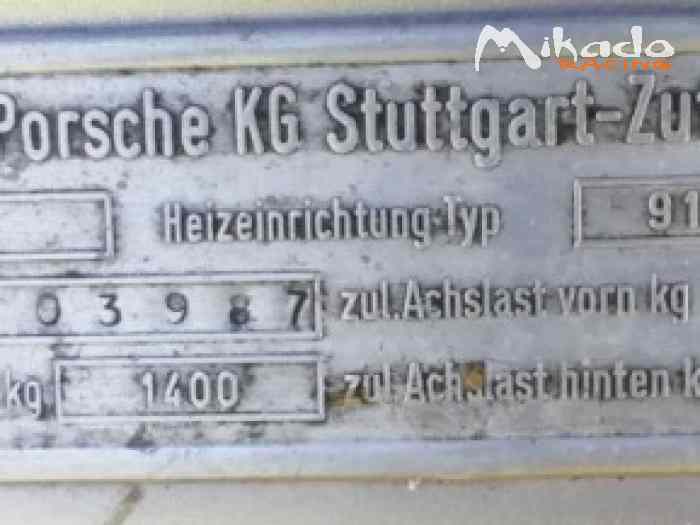 Mikado
RACING
Porsche KG Stuttgart-Zu
Heizeinrichtung:Typ 91
03987 zul.Achslast vorn kg
kg 1400 zul.Achslast hinten k